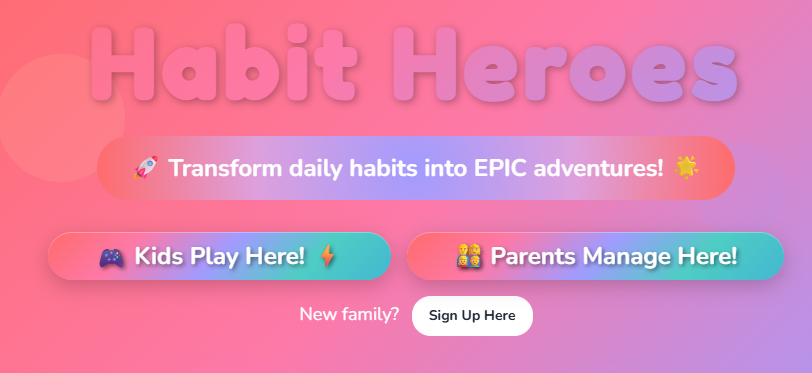 Habit Heroes
🚀 Transform daily habits into EPIC adventures! 🌟
🎮 Kids Play Here! ⚡
👨‍👩‍👧‍👦 Parents Manage Here!
New family? Sign Up Here